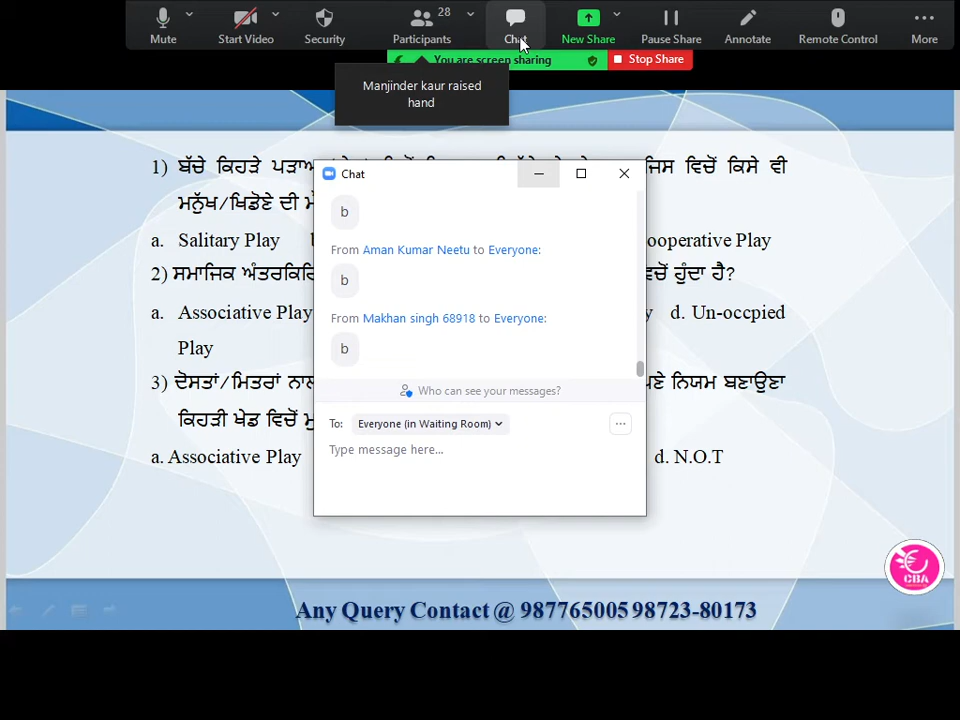 Mute Start Video Security Participants 28 Chat New Share Pause Share Annotate Remote Control More
You are screen sharing Stop Share
Manjinder kaur raised
hand
1) ਬੱਚੇ ਕਿਹੜੇ ਜਿਸ ਵਿਚੋਂ ਕਿਸੇ ਵੀ
ਮਨੁੱਖ/ਖਿਡੋਣੇ ਦੀ
a. Salitary Play ooperative Play
2) ਸਮਾਜਿਕ ਹੁੰਦਾ ਹੈ?
a. Associative Play d. Un-occpied
Play
3) ਦੋਸਤਾਂ/ਮਿਤਰਾਂ ਨਿਯਮ ਬਣਾਉਣਾ
ਕਿਹੜੀ ਖੇਡ ਵਿਚੋਂ
a. Associative Play d. N.O.T
Chat
b
From Aman Kumar Neetu to Everyone:
b
From Makhan singh 68918 to Everyone:
b
Who can see your messages?
To: Everyone (in Waiting Room)
Type message here...
CBA
Any Query Contact @ 9877650059 8723-80173